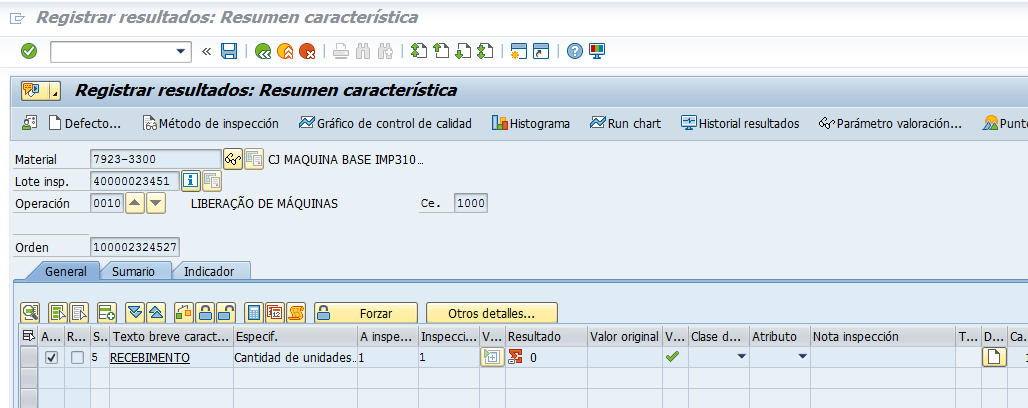 Registrar resultados: Resumen característica
Registrar resultados: Resumen característica
Defecto... Método de inspección Gráfico de control de calidad Histograma Run chart Historial resultados Parámetro valoración... Punt
Material 7923-3300 CJ MAQUINA BASE IMP310...
Lote insp. 40000023451
Operación 0010 LIBERAÇÃO DE MÁQUINAS Ce. 1000
Orden 100002324527
General Sumario Indicador
Forzar Otros detalles...
A... R... S.. Texto breve caract... Especif. A inspe... Inspecci... V... Resultado Valor original V... Clase d... Atributo Nota inspección T... D... Ca.
5 RECEBIMENTO Cantidad de unidades.. 1 1 0